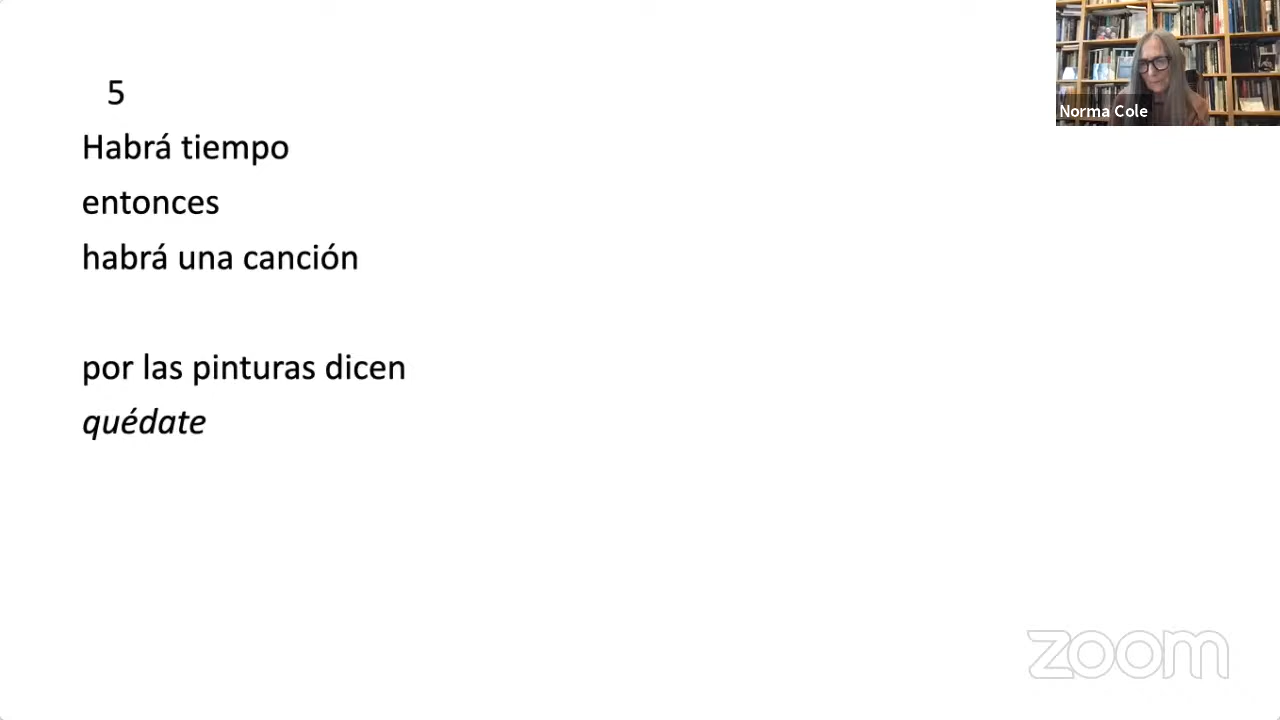 5
Habrá tiempo
entonces
habrá una canción
por las pinturas dicen
quédate
Norma Cole
zoom